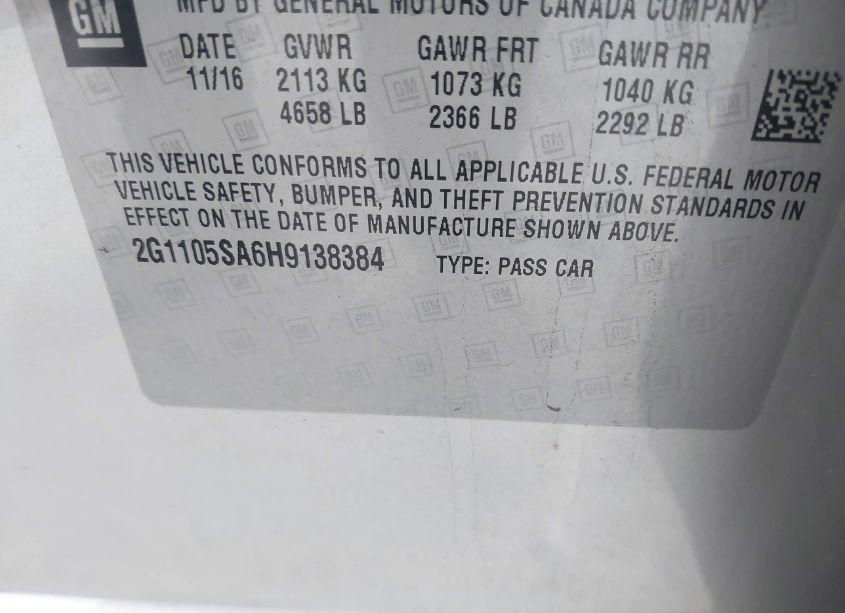 GM
MFD BY GENERAL MOTORS OF CANADA COMPANY
DATE GVWR GAWR FRT GAWR RR
11/16 2113 KG 1073 KG 1040 KG
4658 LB 2366 LB 2292 LB
THIS VEHICLE CONFORMS TO ALL APPLICABLE U.S. FEDERAL MOTOR
VEHICLE SAFETY, BUMPER, AND THEFT PREVENTION STANDARDS IN
EFFECT ON THE DATE OF MANUFACTURE SHOWN ABOVE.
2G1105SA6H9138384 TYPE: PASS CAR